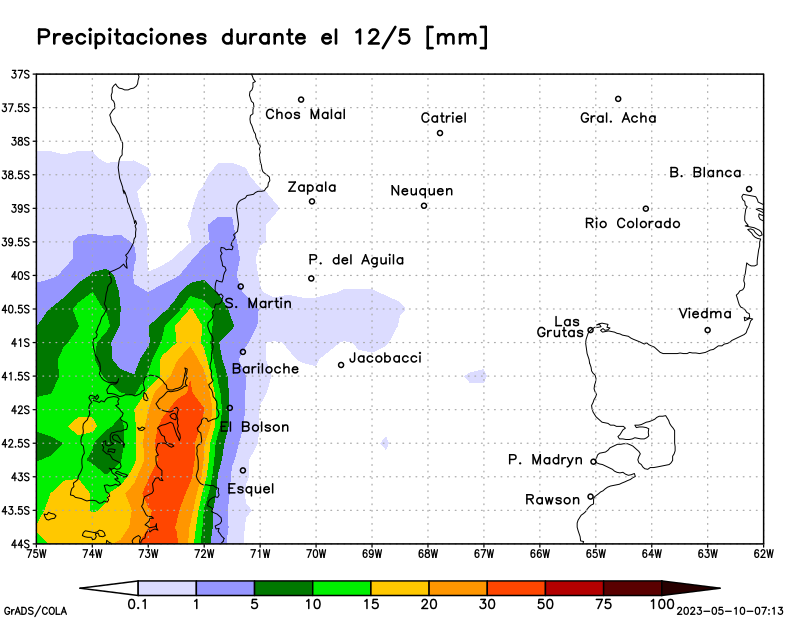 Precipitaciones durante el 12/5 [mm]
37S
37.5S
38S
38.5S
39S
39.5S
40S
40.5S
41S
41.5S
42S
42.5S
43S
43.5S
44S
Chos Malal
Catriel
Gral. Acha
B. Blanca
Zapala
Neuquen
Rio Colorado
P. del Aguila
S. Martin
Viedma
Las
Grutas
Bariloche
Jacobacci
El Bolson
P. Madryn
Esquel
Rawson
75W 74W 73W 72W 71W 70W 69W 68W 67W 66W 65W 64W 63W 62W
0.1 1 5 10 15 20 30 50 75 100
GrADS/COLA
2023-05-10-07:13